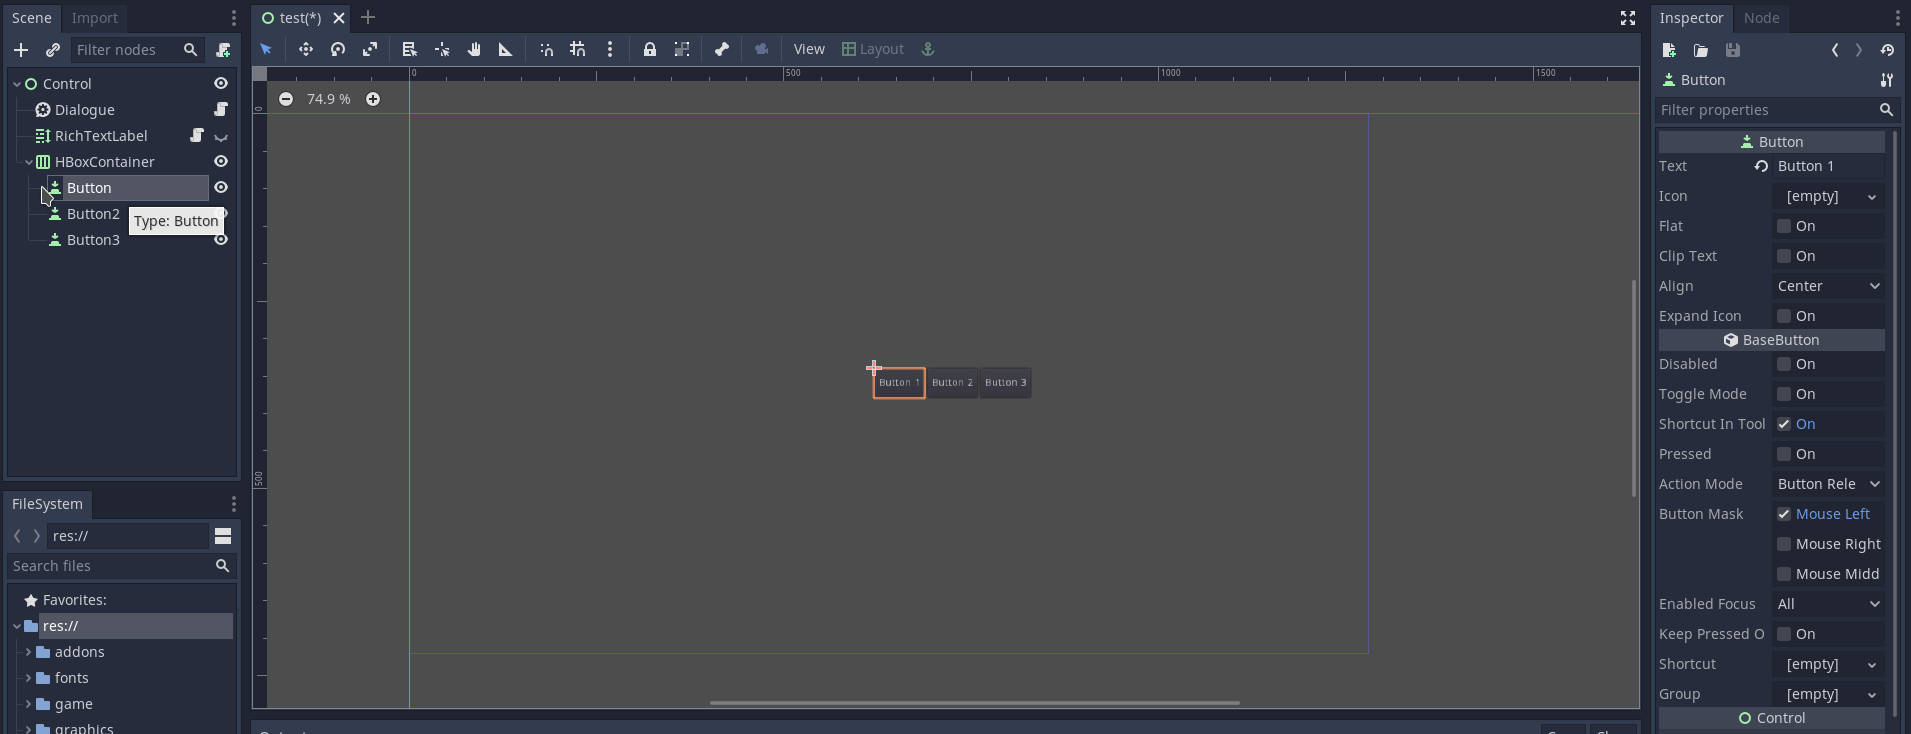 Scene Import
Filter nodes
Control
Dialogue
RichTextLabel
HBoxContainer
Button
Button2
Type: Button
Button3
FileSystem
res://
Search files
Favorites:
res://
addons
fonts
game
graphics
test(*)
View Layout
0 500 1000 1500
74.9 %
0
500
Button 1 Button 2 Button 3
Inspector Node
Button
Filter properties
Button
Text Button 1
Icon [empty]
Flat On
Clip Text On
Align Center
Expand Icon On
BaseButton
Disabled On
Toggle Mode On
Shortcut In Tool On
Pressed On
Action Mode Button Rele
Button Mask Mouse Left
Mouse Right
Mouse Midd
Enabled Focus All
Keep Pressed O On
Shortcut [empty]
Group [empty]
Control